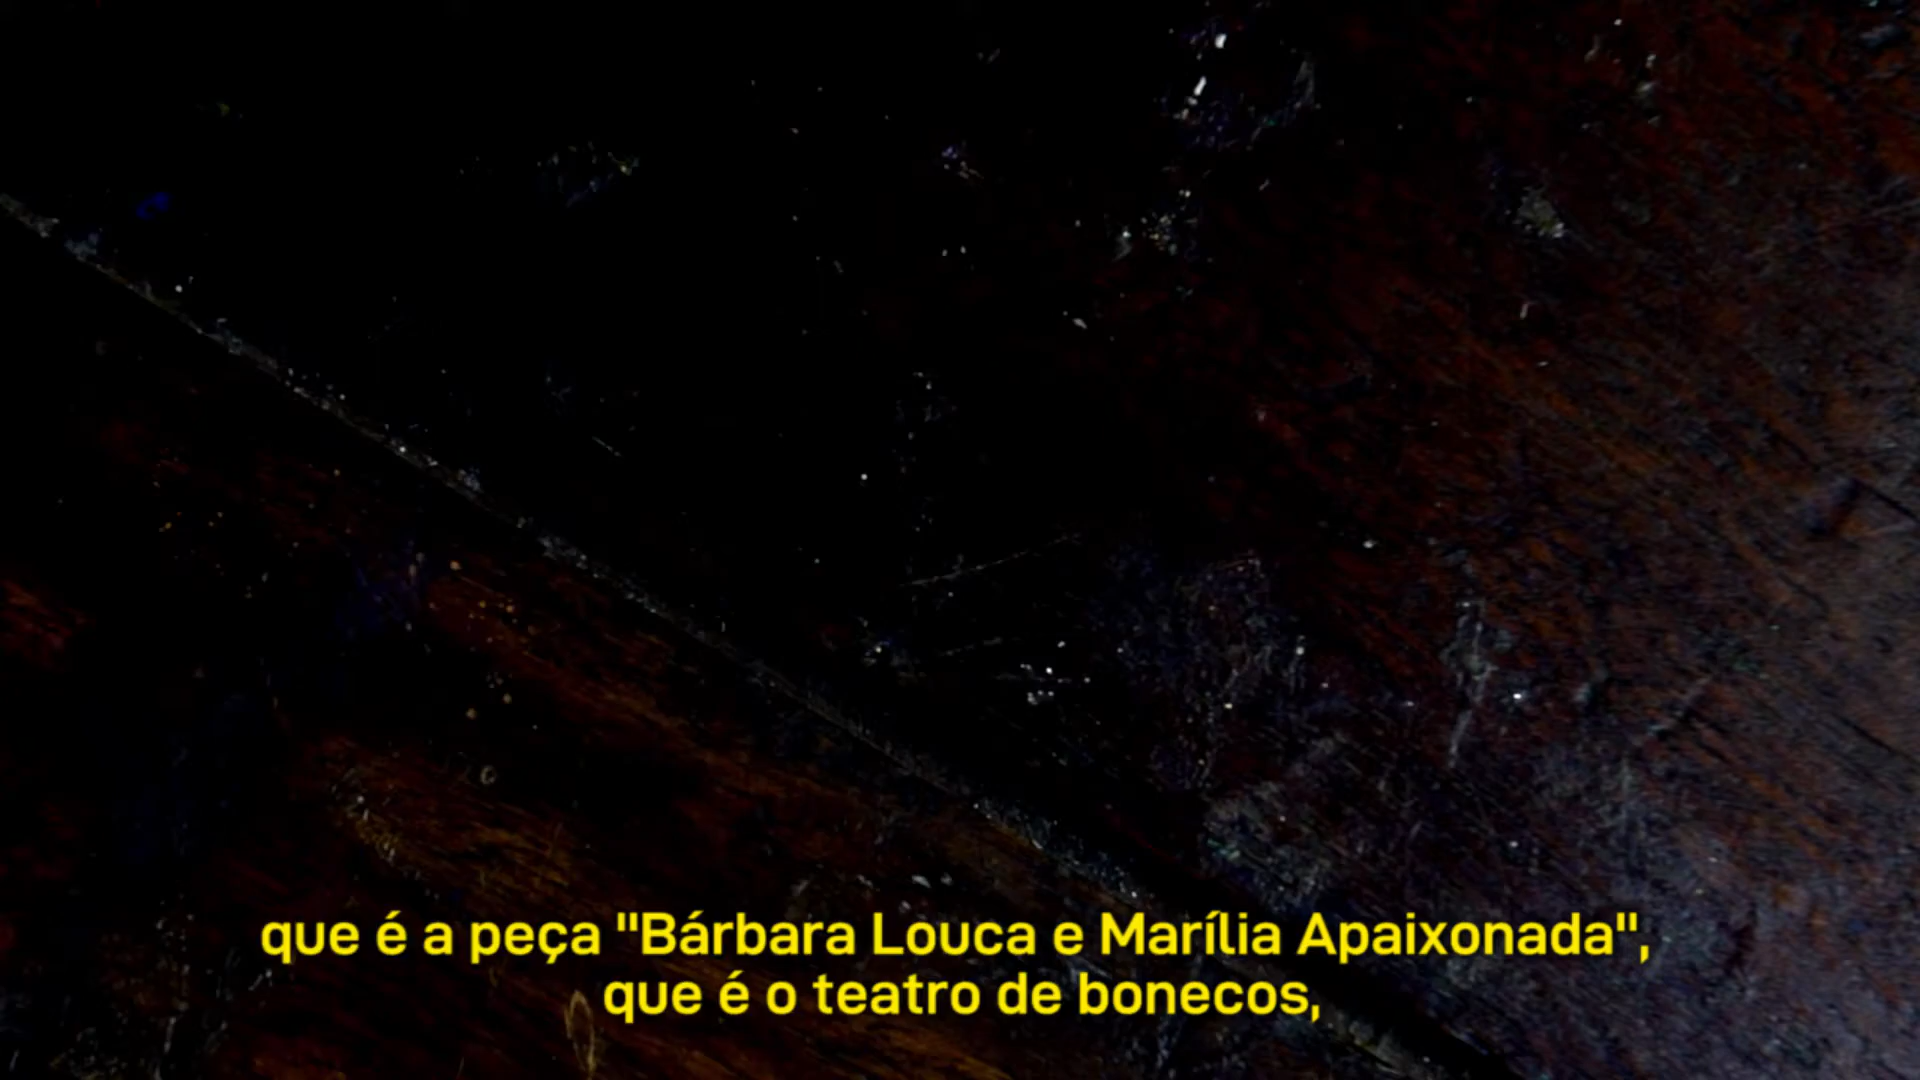 que é a peça "Bárbara Louca e Marília Apaixonada",
que é o teatro de bonecos,